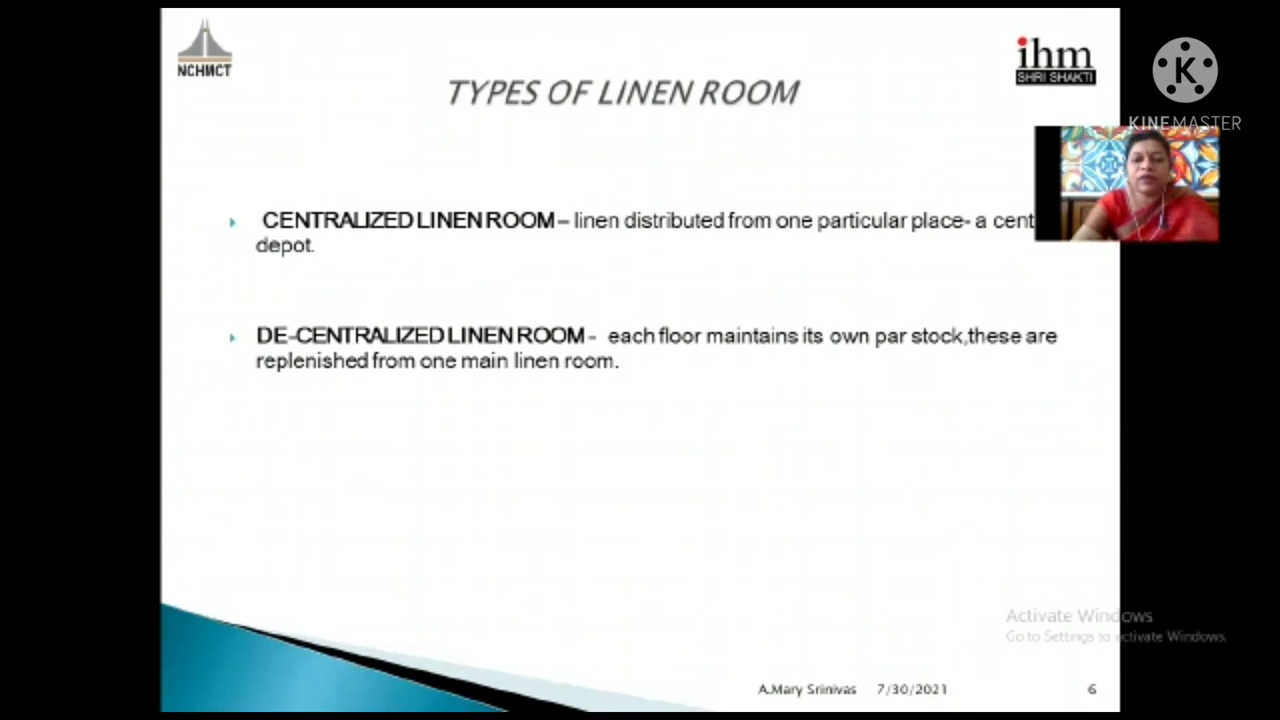 NCHMCT
ihm
SHRI SHAKTI
K
KINEMASTER
TYPES OF LINEN ROOM
CENTRALIZED LINEN ROOM – linen distributed from one particular place- a cent
depot.
DE-CENTRALIZED LINEN ROOM - each floor maintains its own par stock,these are
replenished from one main linen room.
Activate Windows
Go to Settings to activate Windows.
A.Mary Srinivas 7/30/2021 6